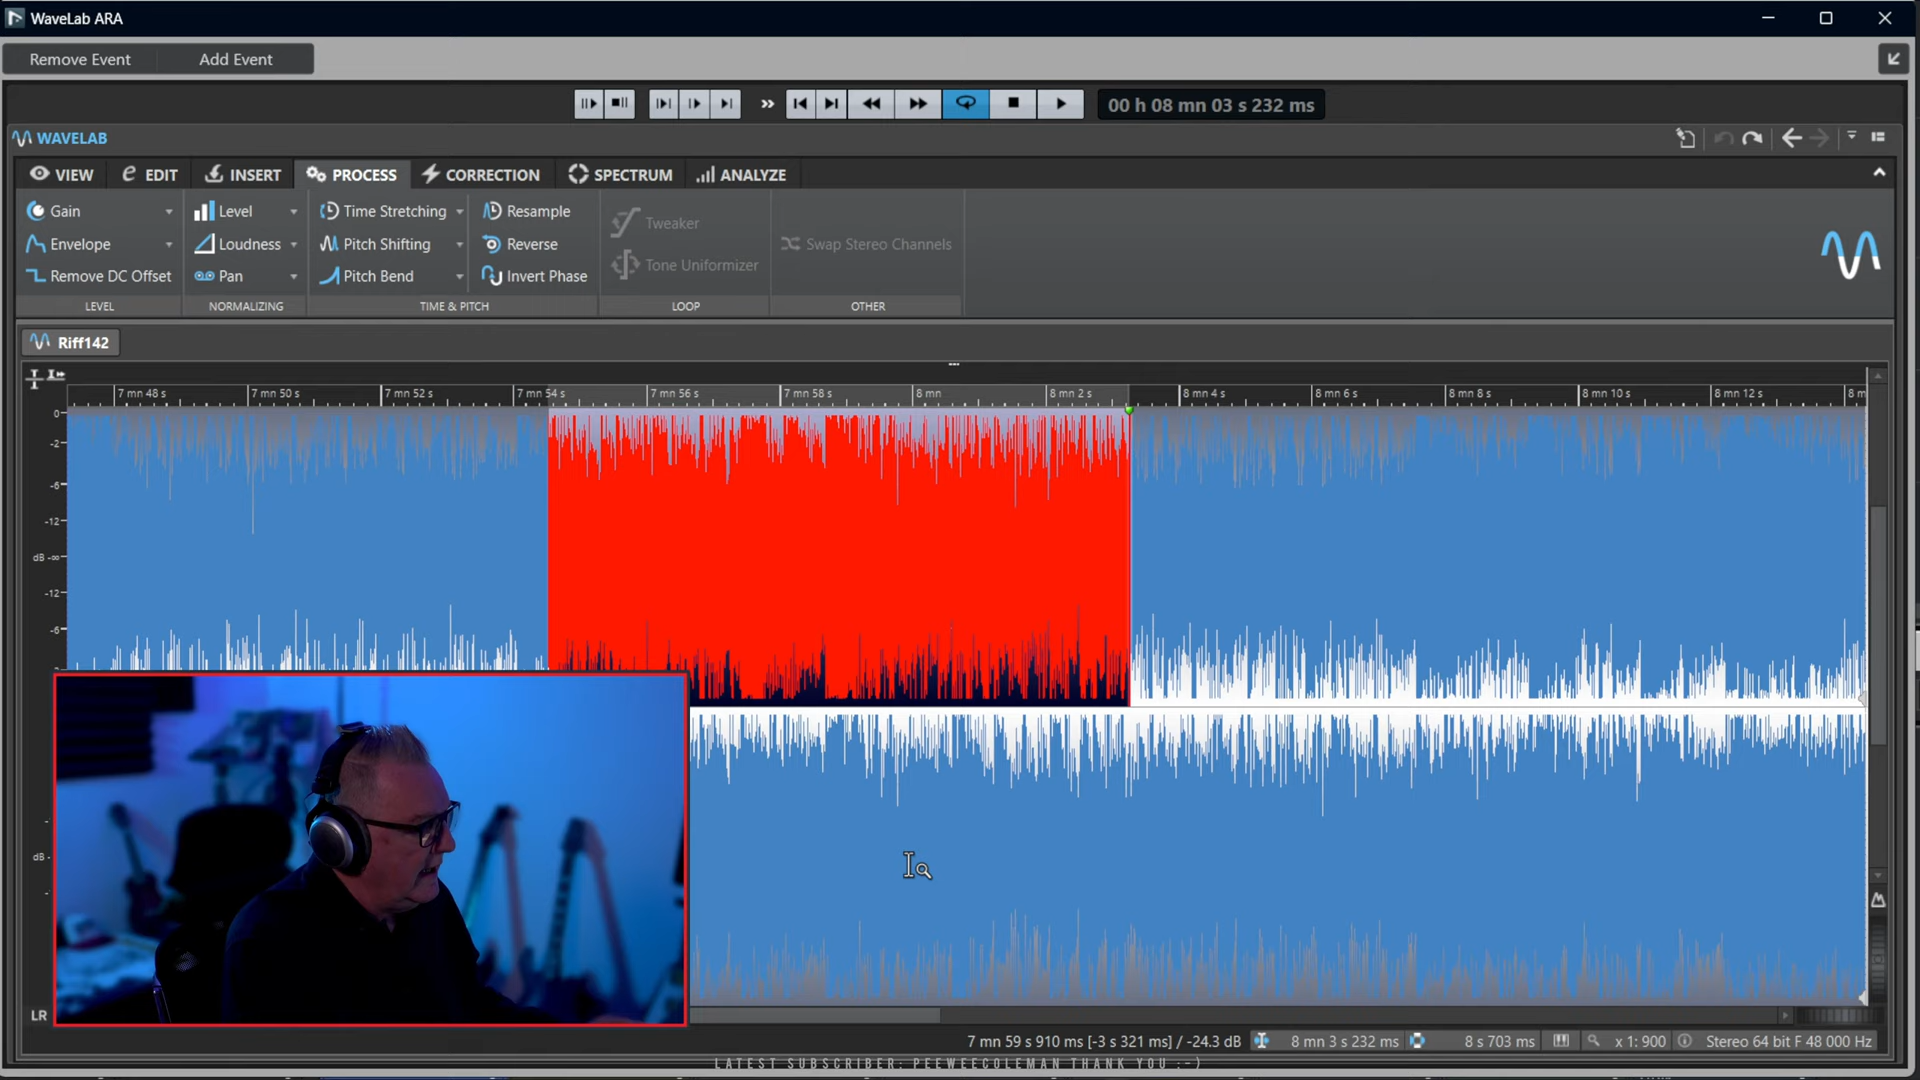 WaveLab ARA
Remove Event Add Event
00 h 08 mn 03 s 232 ms
WAVELAB
VIEW EDIT INSERT PROCESS CORRECTION SPECTRUM ANALYZE
Gain Level Time Stretching Resample Tweaker
Envelope Loudness Pitch Shifting Reverse Swap Stereo Channels
Remove DC Offset Pan Pitch Bend Invert Phase Tone Uniformizer
LEVEL NORMALIZING TIME & PITCH LOOP OTHER
Riff142
7 mn 48 s 7 mn 50 s 7 mn 52 s 7 mn 54 s 7 mn 56 s 7 mn 58 s 8 mn 8 mn 2 s 8 mn 4 s 8 mn 6 s 8 mn 8 s 8 mn 10 s 8 mn 12 s 8 m
0
-2
-6
-12
dB -∞
-12
-6
dB
LR
7 mn 59 s 910 ms [-3 s 321 ms] / -24.3 dB 8 mn 3 s 232 ms 8 s 703 ms x 1: 900 Stereo 64 bit F 48 000 Hz
LATEST SUBSCRIBER: PEEWEECOLEMAN THANK YOU :-)